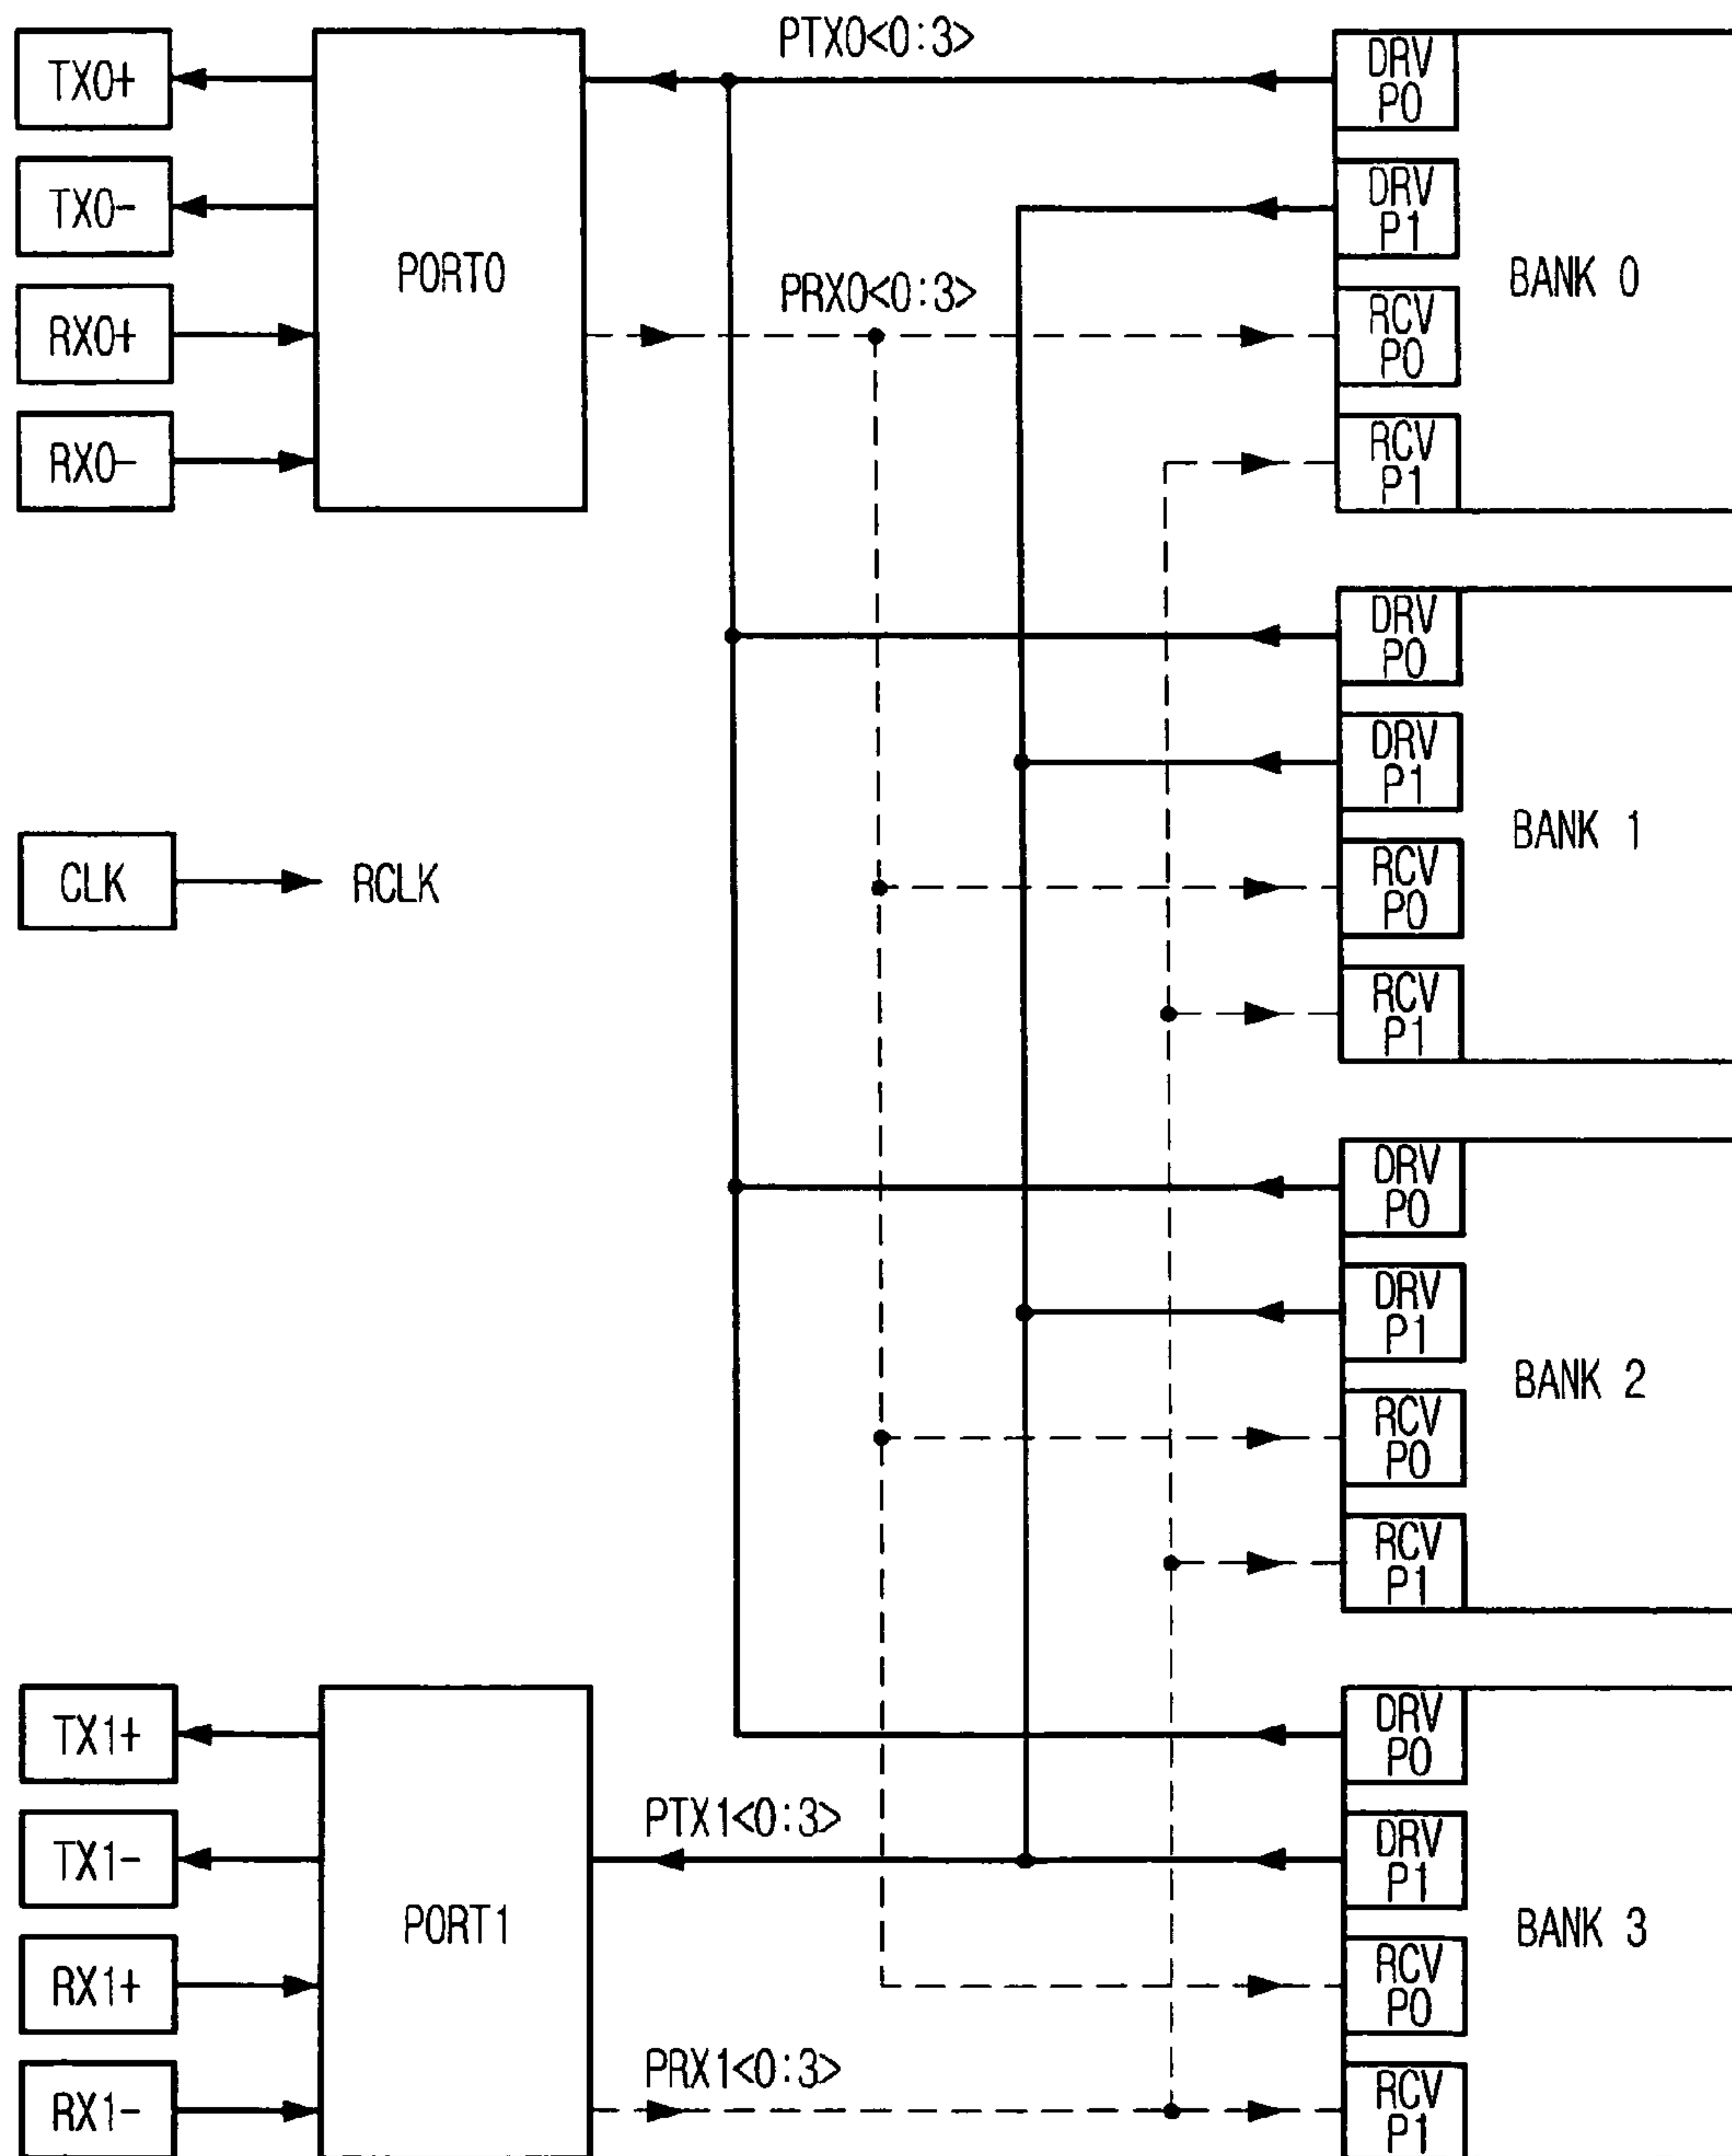 PTX0<0:3>
TX0+
TX0-
RX0+
RX0-
PORT0
PRX0<0:3>
DRV
P0
DRV
P1
RCV
P0
RCV
P1
BANK 0
DRV
P0
DRV
P1
RCV
P0
RCV
P1
BANK 1
CLK
RCLK
DRV
P0
DRV
P1
RCV
P0
RCV
P1
BANK 2
TX1+
TX1-
RX1+
RX1-
PORT1
PTX1<0:3>
PRX1<0:3>
DRV
P0
DRV
P1
RCV
P0
RCV
P1
BANK 3